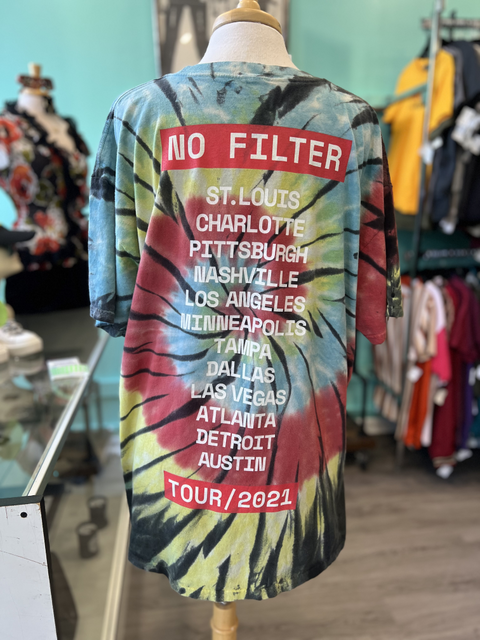 NO FILTER
ST.LOUIS
CHARLOTTE
PITTSBURGH
NASHVILLE
LOS ANGELES
MINNEAPOLIS
TAMPA
DALLAS
LAS VEGAS
ATLANTA
DETROIT
AUSTIN
TOUR/2021